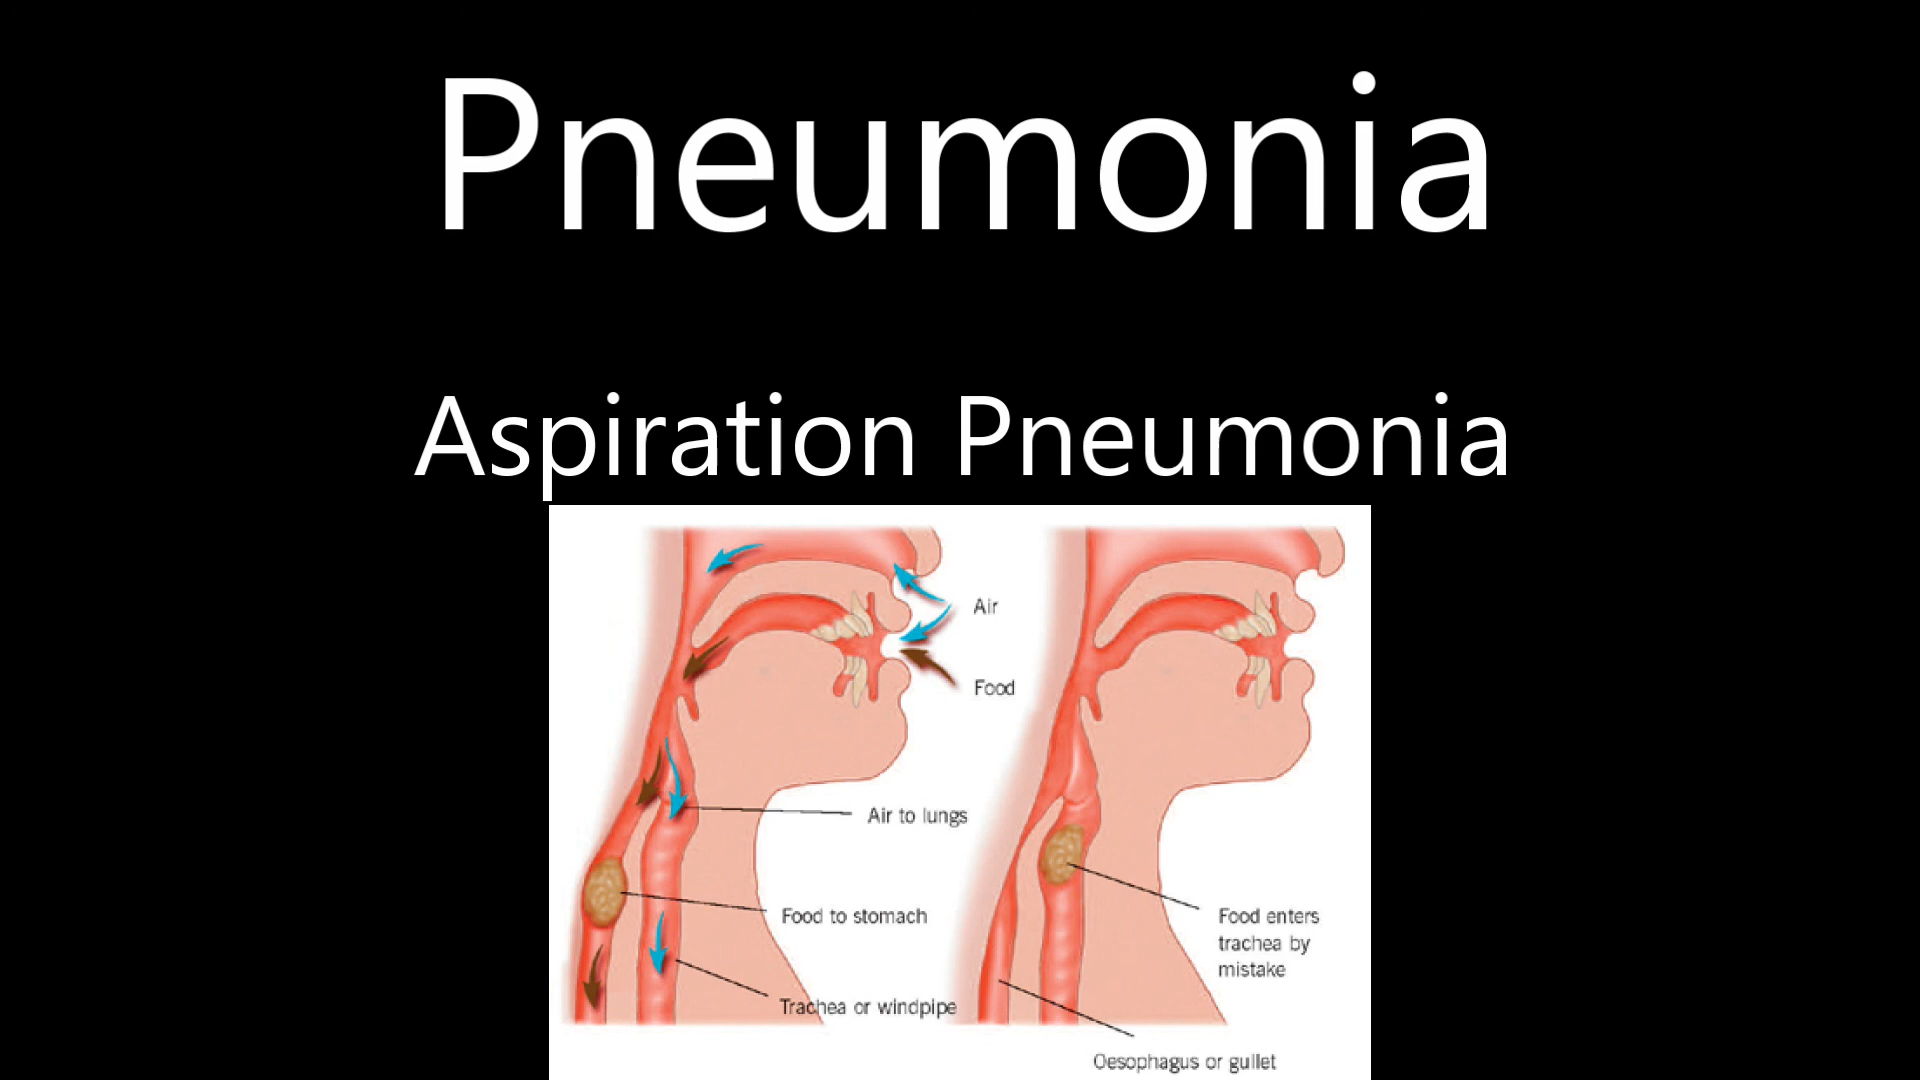 Pneumonia
Aspiration Pneumonia
Air
Food
Air to lungs
Food to stomach
Trachea or windpipe
Food enters
trachea by
mistake
Oesophagus or gullet